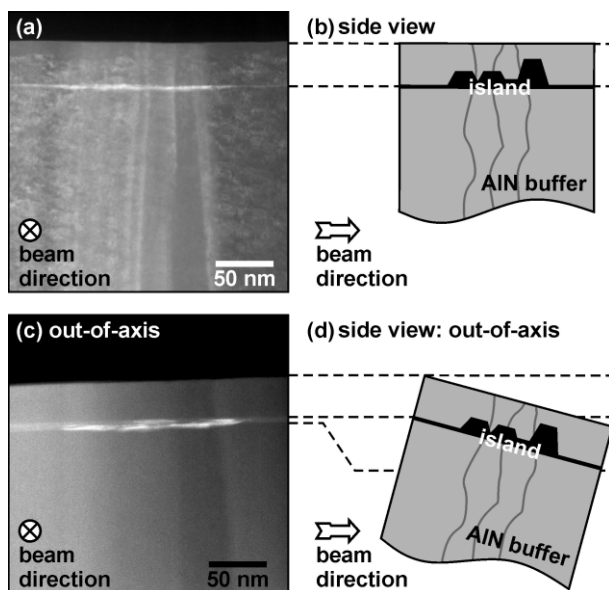 (a)
(b) side view
island
AlN buffer
beam
direction
50 nm
beam
direction
(c) out-of-axis
(d) side view: out-of-axis
island
AlN buffer
beam
direction
50 nm
beam
direction